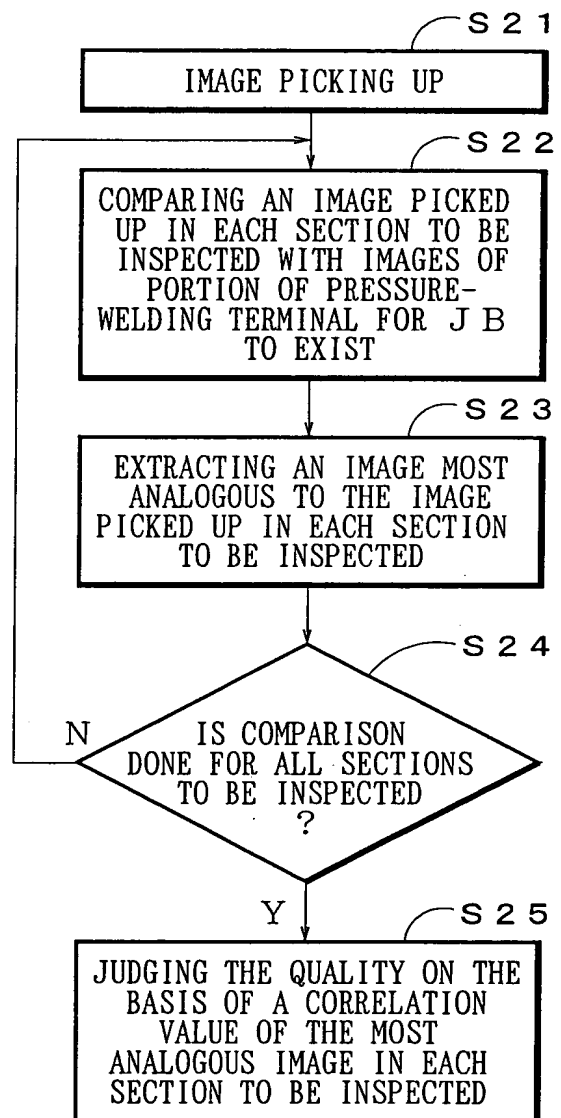 S21
IMAGE PICKING UP
S22
COMPARING AN IMAGE PICKED
UP IN EACH SECTION TO BE
INSPECTED WITH IMAGES OF
PORTION OF PRESSURE-
WELDING TERMINAL FOR JB
TO EXIST
S23
EXTRACTING AN IMAGE MOST
ANALOGOUS TO THE IMAGE
PICKED UP IN EACH SECTION
TO BE INSPECTED
S24
N
IS COMPARISON
DONE FOR ALL SECTIONS
TO BE INSPECTED
?
Y
S25
JUDGING THE QUALITY ON THE
BASIS OF A CORRELATION
VALUE OF THE MOST
ANALOGOUS IMAGE IN EACH
SECTION TO BE INSPECTED